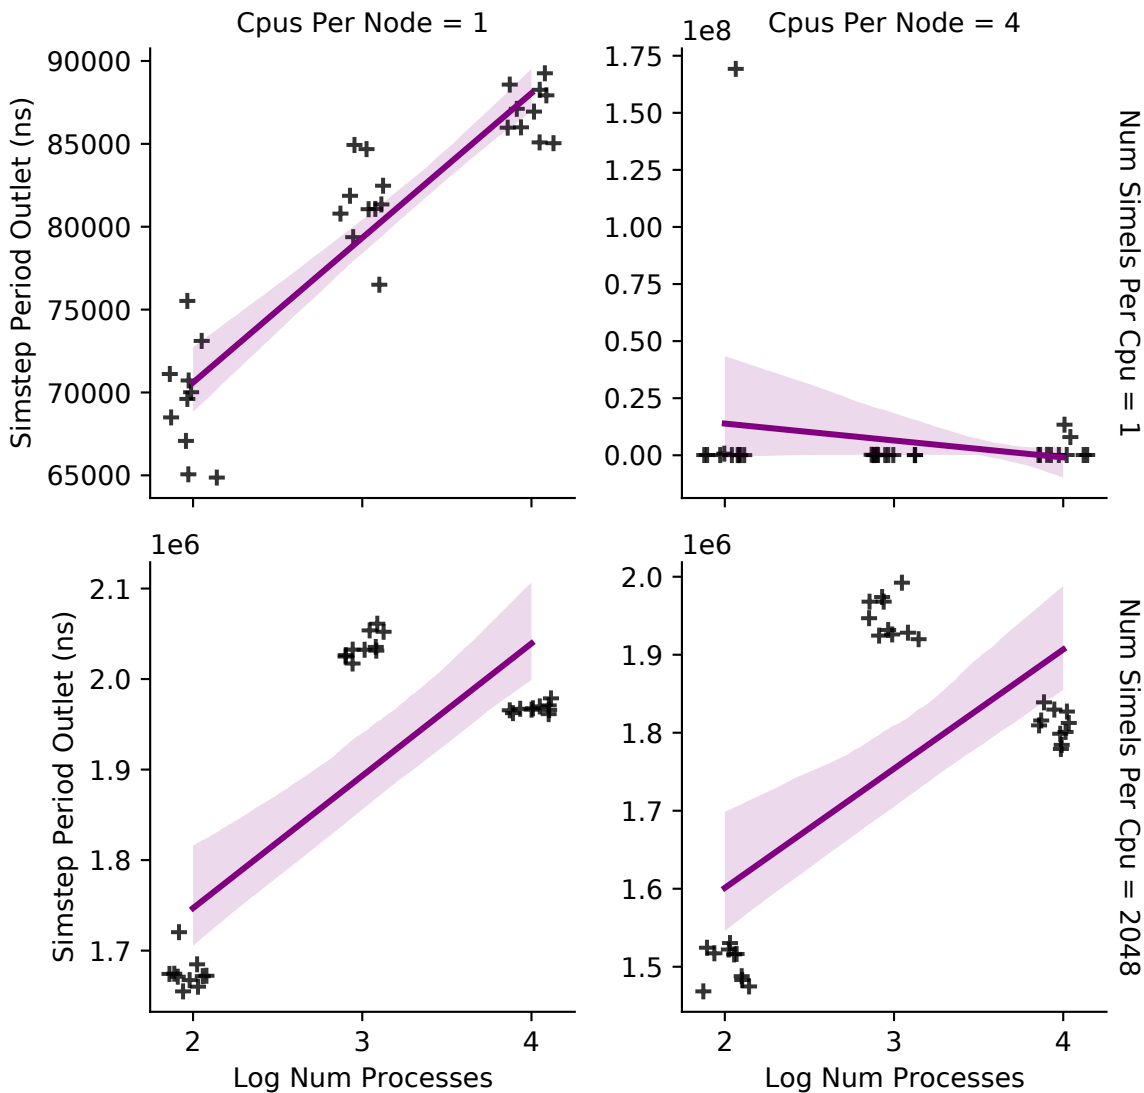 Cpus Per Node = 1
Cpus Per Node = 4
1e8
Simstep Period Outlet (ns)
90000
85000
80000
75000
70000
65000
1.75
1.50
1.25
1.00
0.75
0.50
0.25
0.00
Num Simels Per Cpu = 1
1e6
1e6
Simstep Period Outlet (ns)
2.1
2.0
1.9
1.8
1.7
2.0
1.9
1.8
1.7
1.6
1.5
Num Simels Per Cpu = 2048
2 3 4
2 3 4
Log Num Processes
Log Num Processes